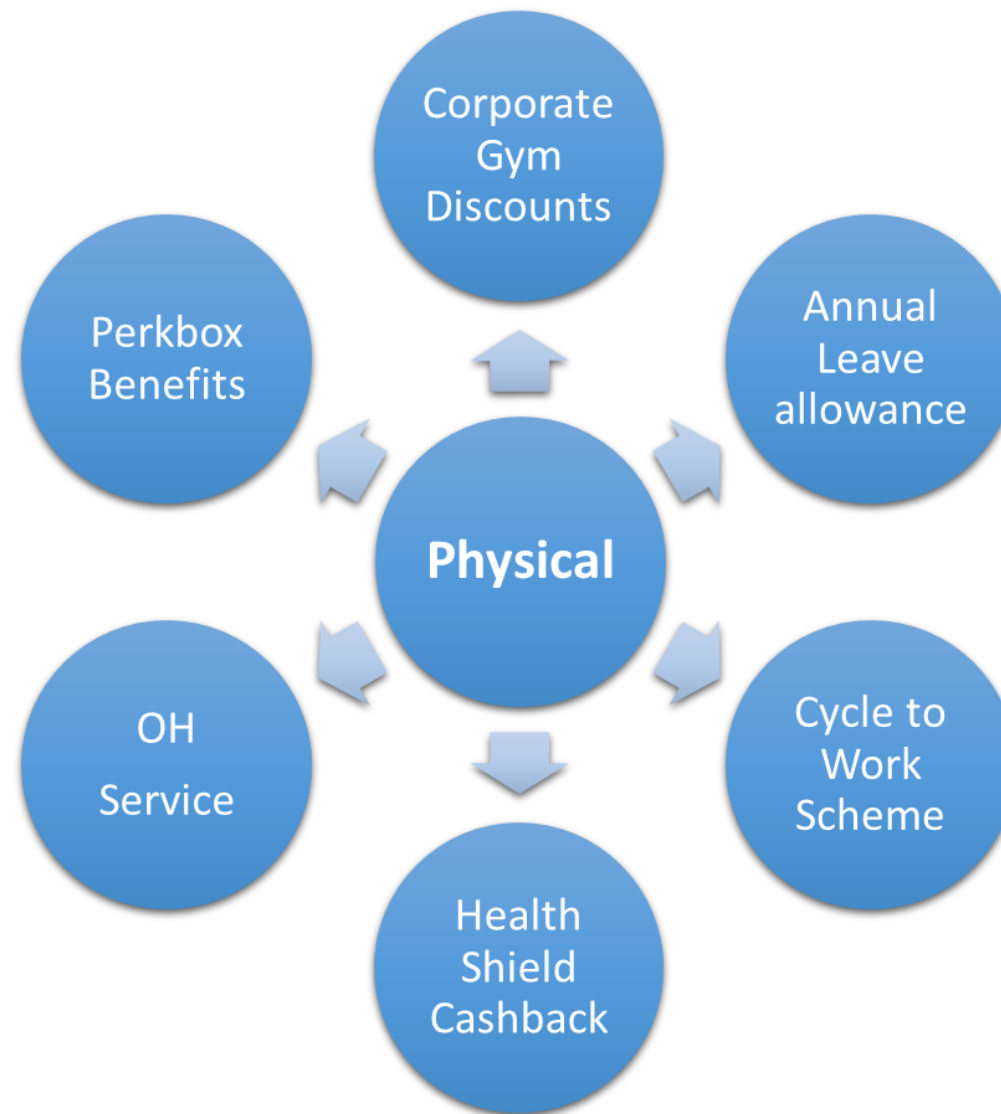 Corporate
Gym
Discounts
Perkbox
Benefits
Annual
Leave
allowance
Physical
OH
Service
Cycle to
Work
Scheme
Health
Shield
Cashback